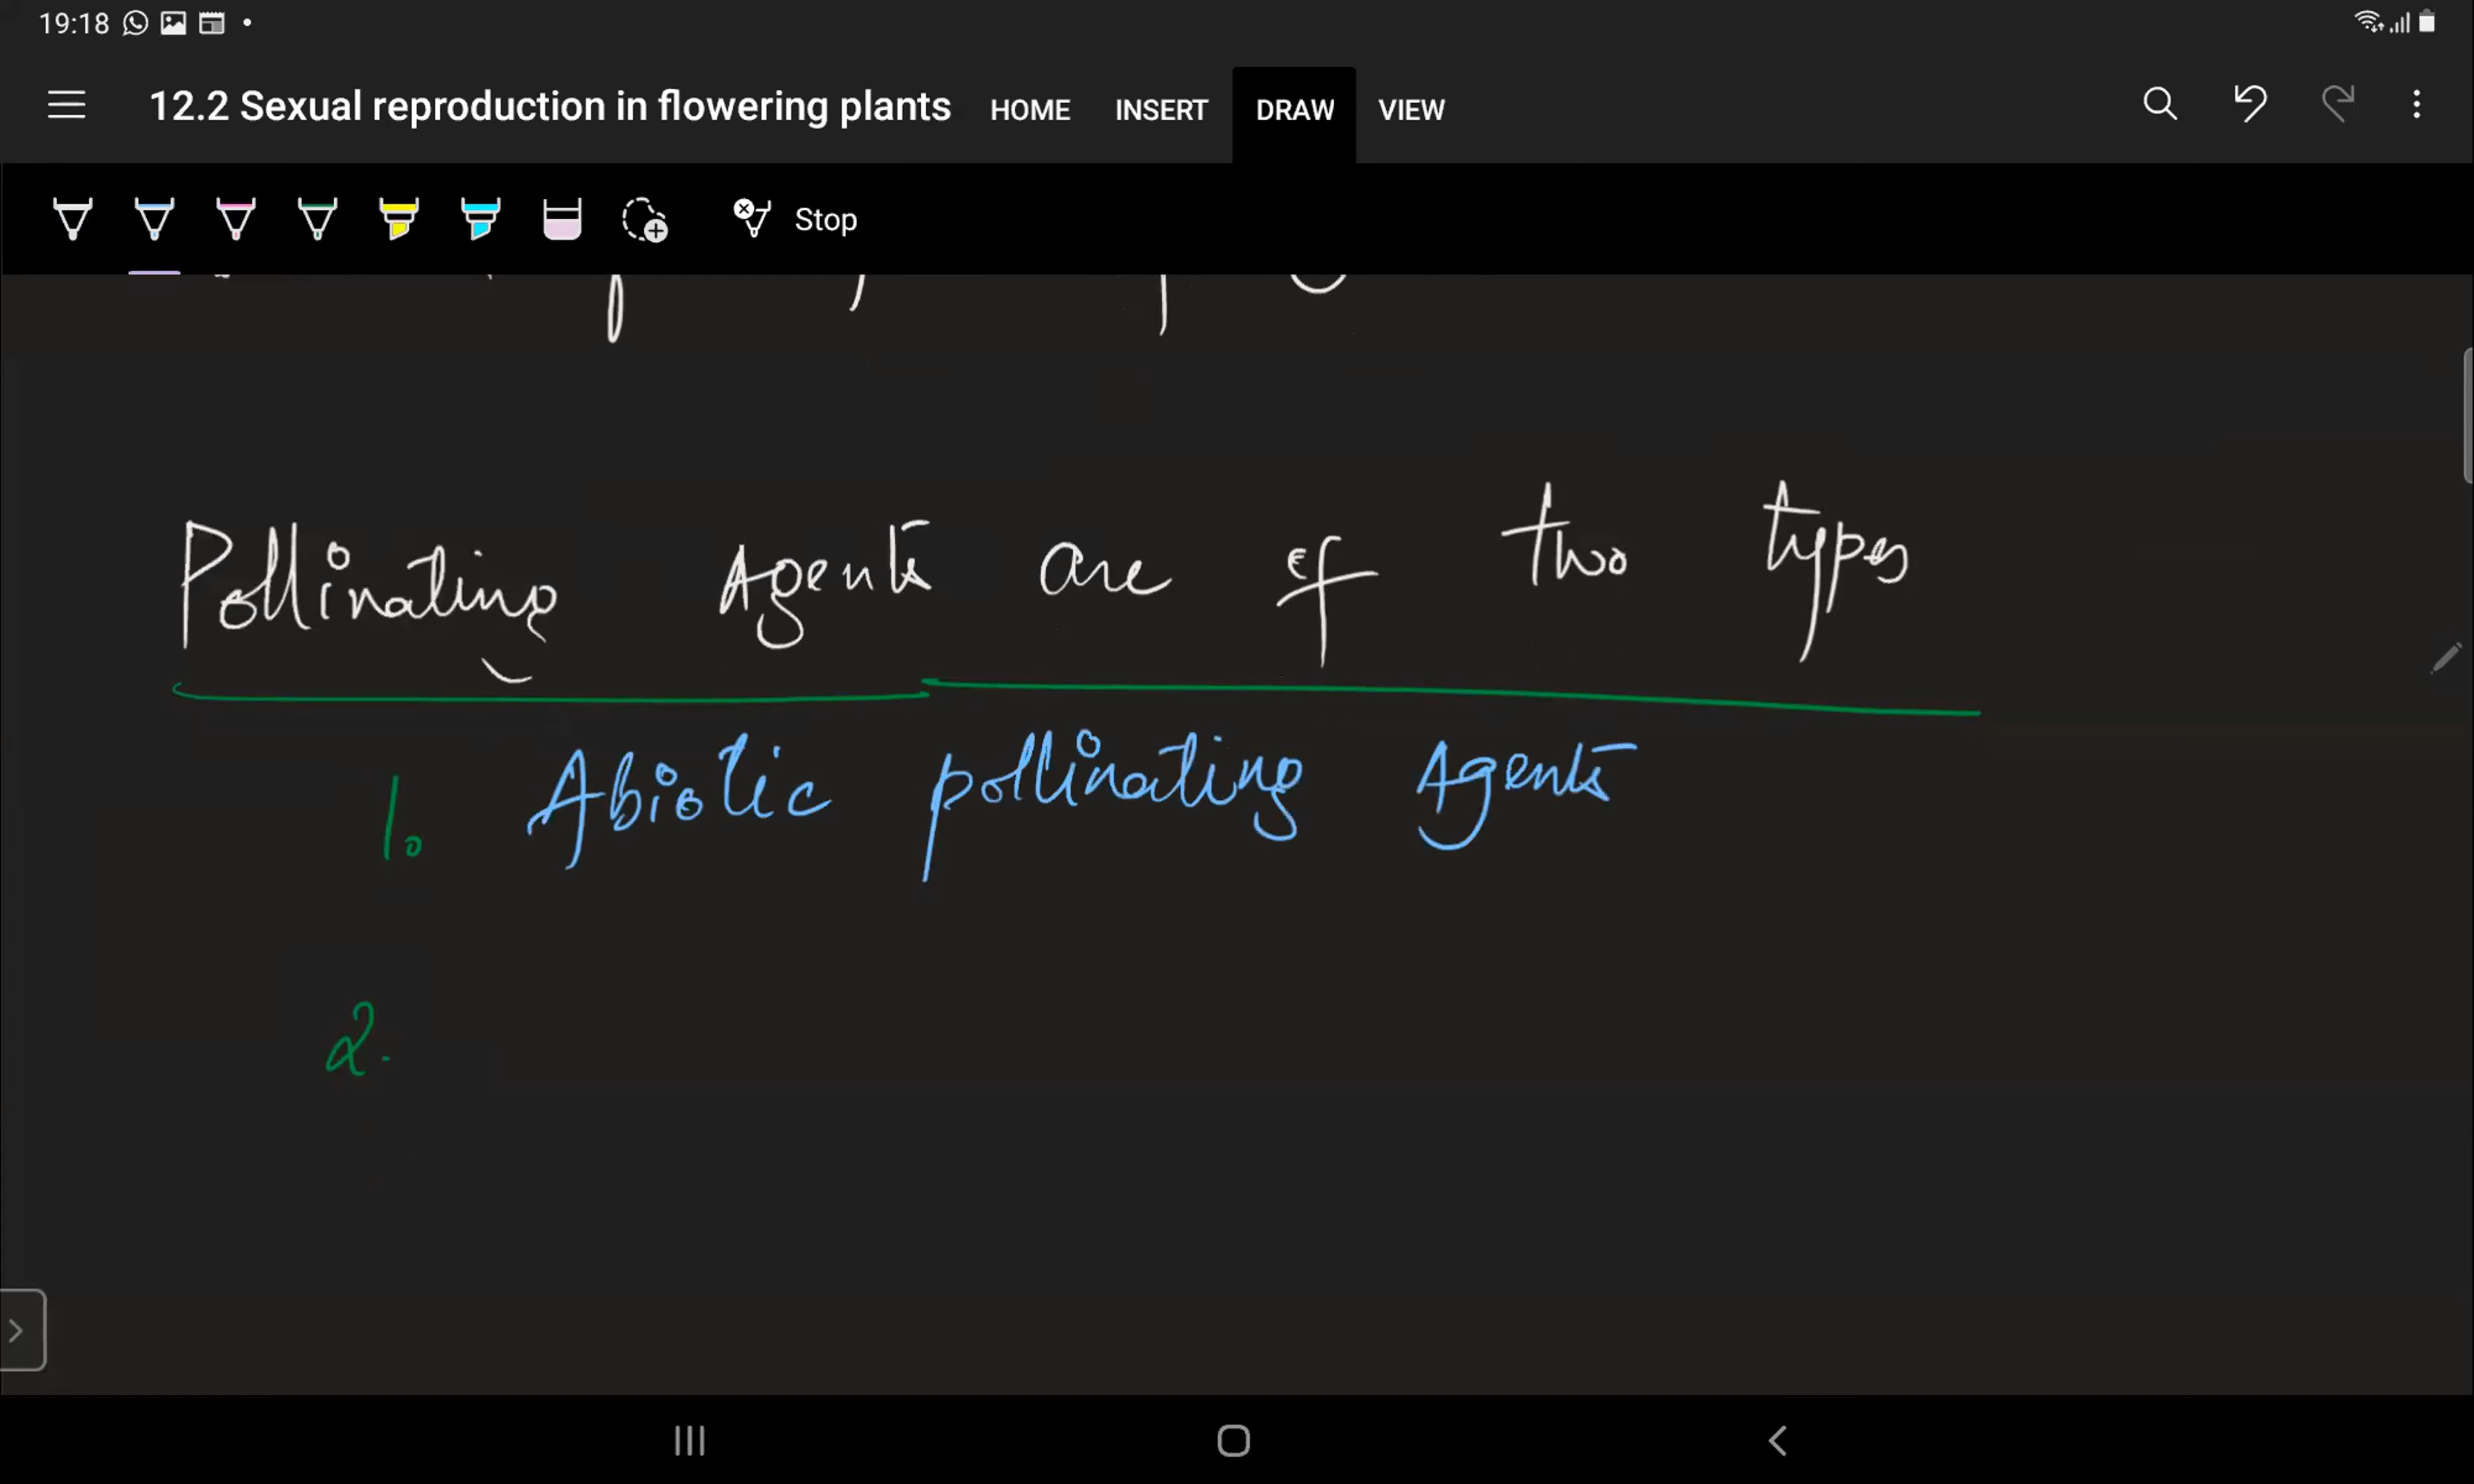 19:18
12.2 Sexual reproduction in flowering plants HOME INSERT DRAW VIEW
Stop
Pollinating Agents are of two types
1. Abiotic pollinating Agents
2.